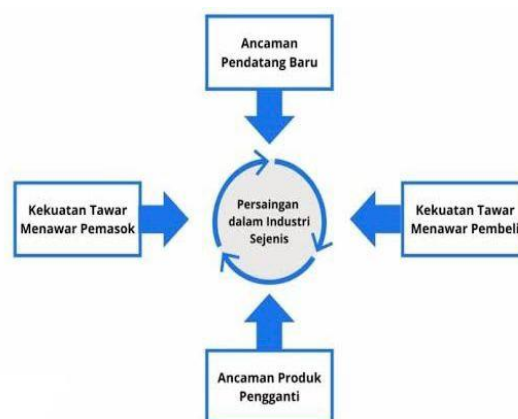 Ancaman
Pendatang Baru
Kekuatan Tawar
Menawar Pemasok
Persaingan
dalam Industri
Sejenis
Kekuatan Tawar
Menawar Pembeli
Ancaman Produk
Pengganti